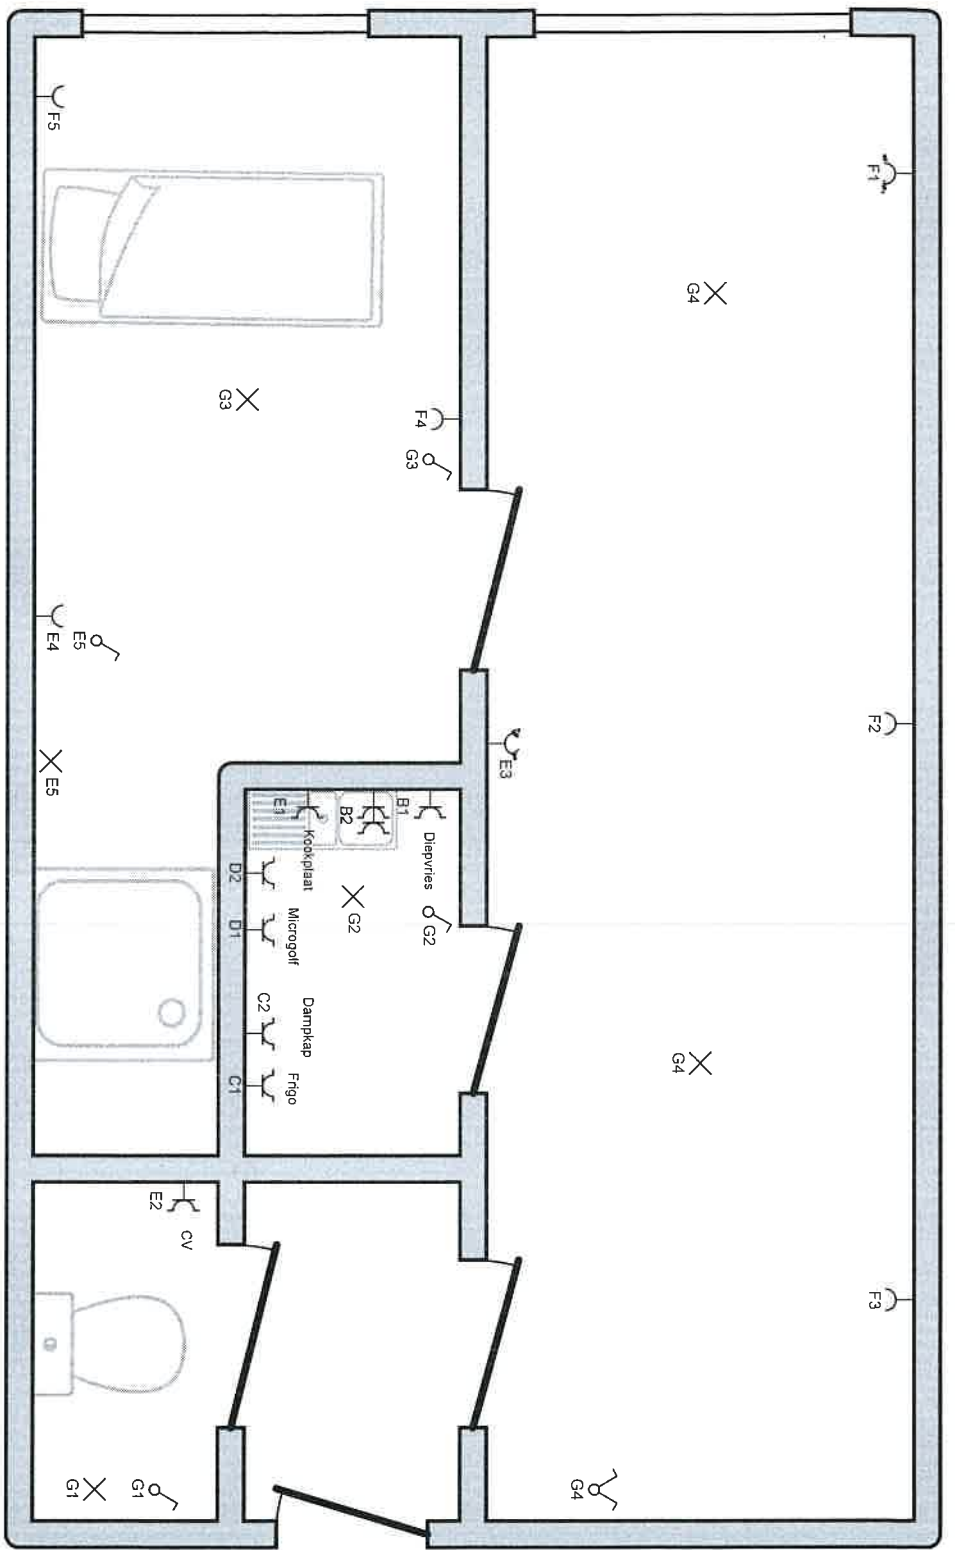 F5
F1
G4
G3
F4
G3
E4
E5
E5
F2
E3
E1
Kookplaat
B2
B1
Diepvries
D2
G2
G2
D1
Microgolf
C2
Dampkap
C1
Frigo
G4
E2
CV
F3
G1
G1
G4